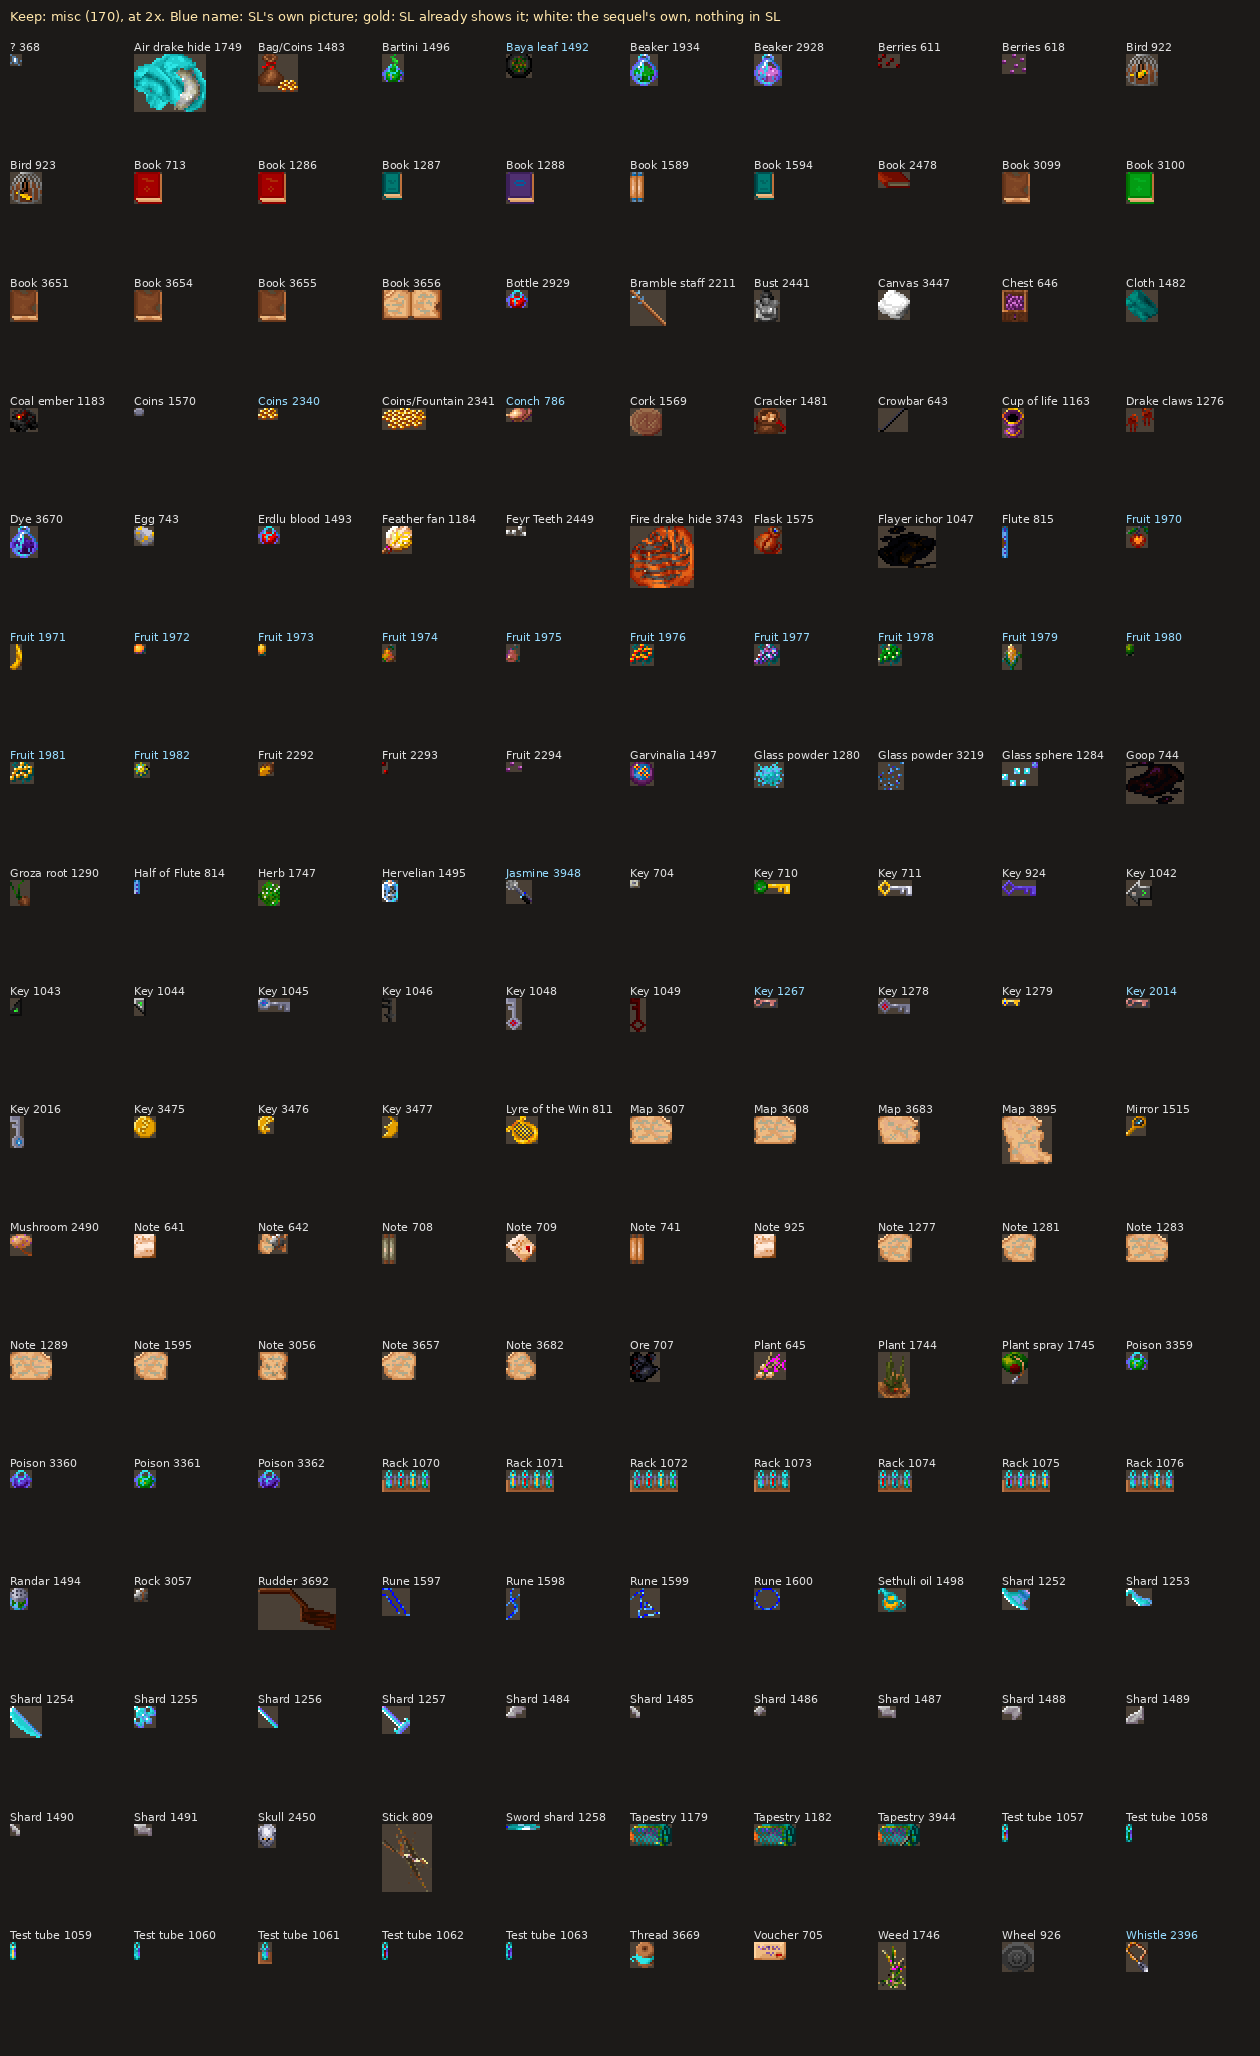 Keep: misc (170), at 2x. Blue name: SL's own picture; gold: SL already shows it; white: the sequel's own, nothing in SL
? 368 Air drake hide 1749 Bag/Coins 1483 Bartini 1496 Baya leaf 1492 Beaker 1934 Beaker 2928 Berries 611 Berries 618 Bird 922
Bird 923 Book 713 Book 1286 Book 1287 Book 1288 Book 1589 Book 1594 Book 2478 Book 3099 Book 3100
Book 3651 Book 3654 Book 3655 Book 3656 Bottle 2929 Bramble staff 2211 Bust 2441 Canvas 3447 Chest 646 Cloth 1482
Coal ember 1183 Coins 1570 Coins 2340 Coins/Fountain 2341 Conch 786 Cork 1569 Cracker 1481 Crowbar 643 Cup of life 1163 Drake claws 1276
Dye 3670 Egg 743 Erdlu blood 1493 Feather fan 1184 Feyr Teeth 2449 Fire drake hide 3743 Flask 1575 Flayer ichor 1047 Flute 815 Fruit 1970
Fruit 1971 Fruit 1972 Fruit 1973 Fruit 1974 Fruit 1975 Fruit 1976 Fruit 1977 Fruit 1978 Fruit 1979 Fruit 1980
Fruit 1981 Fruit 1982 Fruit 2292 Fruit 2293 Fruit 2294 Garvinalia 1497 Glass powder 1280 Glass powder 3219 Glass sphere 1284 Goop 744
Groza root 1290 Half of Flute 814 Herb 1747 Hervelian 1495 Jasmine 3948 Key 704 Key 710 Key 711 Key 924 Key 1042
Key 1043 Key 1044 Key 1045 Key 1046 Key 1048 Key 1049 Key 1267 Key 1278 Key 1279 Key 2014
Key 2016 Key 3475 Key 3476 Key 3477 Lyre of the Win 811 Map 3607 Map 3608 Map 3683 Map 3895 Mirror 1515
Mushroom 2490 Note 641 Note 642 Note 708 Note 709 Note 741 Note 925 Note 1277 Note 1281 Note 1283
Note 1289 Note 1595 Note 3056 Note 3657 Note 3682 Ore 707 Plant 645 Plant 1744 Plant spray 1745 Poison 3359
Poison 3360 Poison 3361 Poison 3362 Rack 1070 Rack 1071 Rack 1072 Rack 1073 Rack 1074 Rack 1075 Rack 1076
Randar 1494 Rock 3057 Rudder 3692 Rune 1597 Rune 1598 Rune 1599 Rune 1600 Sethuli oil 1498 Shard 1252 Shard 1253
Shard 1254 Shard 1255 Shard 1256 Shard 1257 Shard 1484 Shard 1485 Shard 1486 Shard 1487 Shard 1488 Shard 1489
Shard 1490 Shard 1491 Skull 2450 Stick 809 Sword shard 1258 Tapestry 1179 Tapestry 1182 Tapestry 3944 Test tube 1057 Test tube 1058
Test tube 1059 Test tube 1060 Test tube 1061 Test tube 1062 Test tube 1063 Thread 3669 Voucher 705 Weed 1746 Wheel 926 Whistle 2396